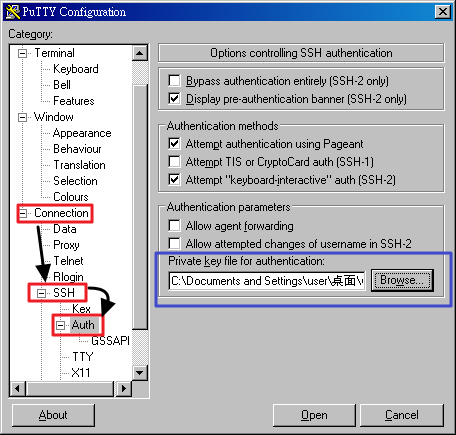 PuTTY Configuration
Category:
Terminal
Keyboard
Bell
Features
Window
Appearance
Behaviour
Translation
Selection
Colours
Connection
Data
Proxy
Telnet
Rlogin
SSH
Kex
Auth
GSSAPI
TTY
X11
Options controlling SSH authentication
Bypass authentication entirely (SSH-2 only)
Display pre-authentication banner (SSH-2 only)
Authentication methods
Attempt authentication using Pageant
Attempt TIS or CryptoCard auth (SSH-1)
Attempt "keyboard-interactive" auth (SSH-2)
Authentication parameters
Allow agent forwarding
Allow attempted changes of username in SSH-2
Private key file for authentication:
C:\Documents and Settings\user\桌面\
Browse...
About
Open
Cancel